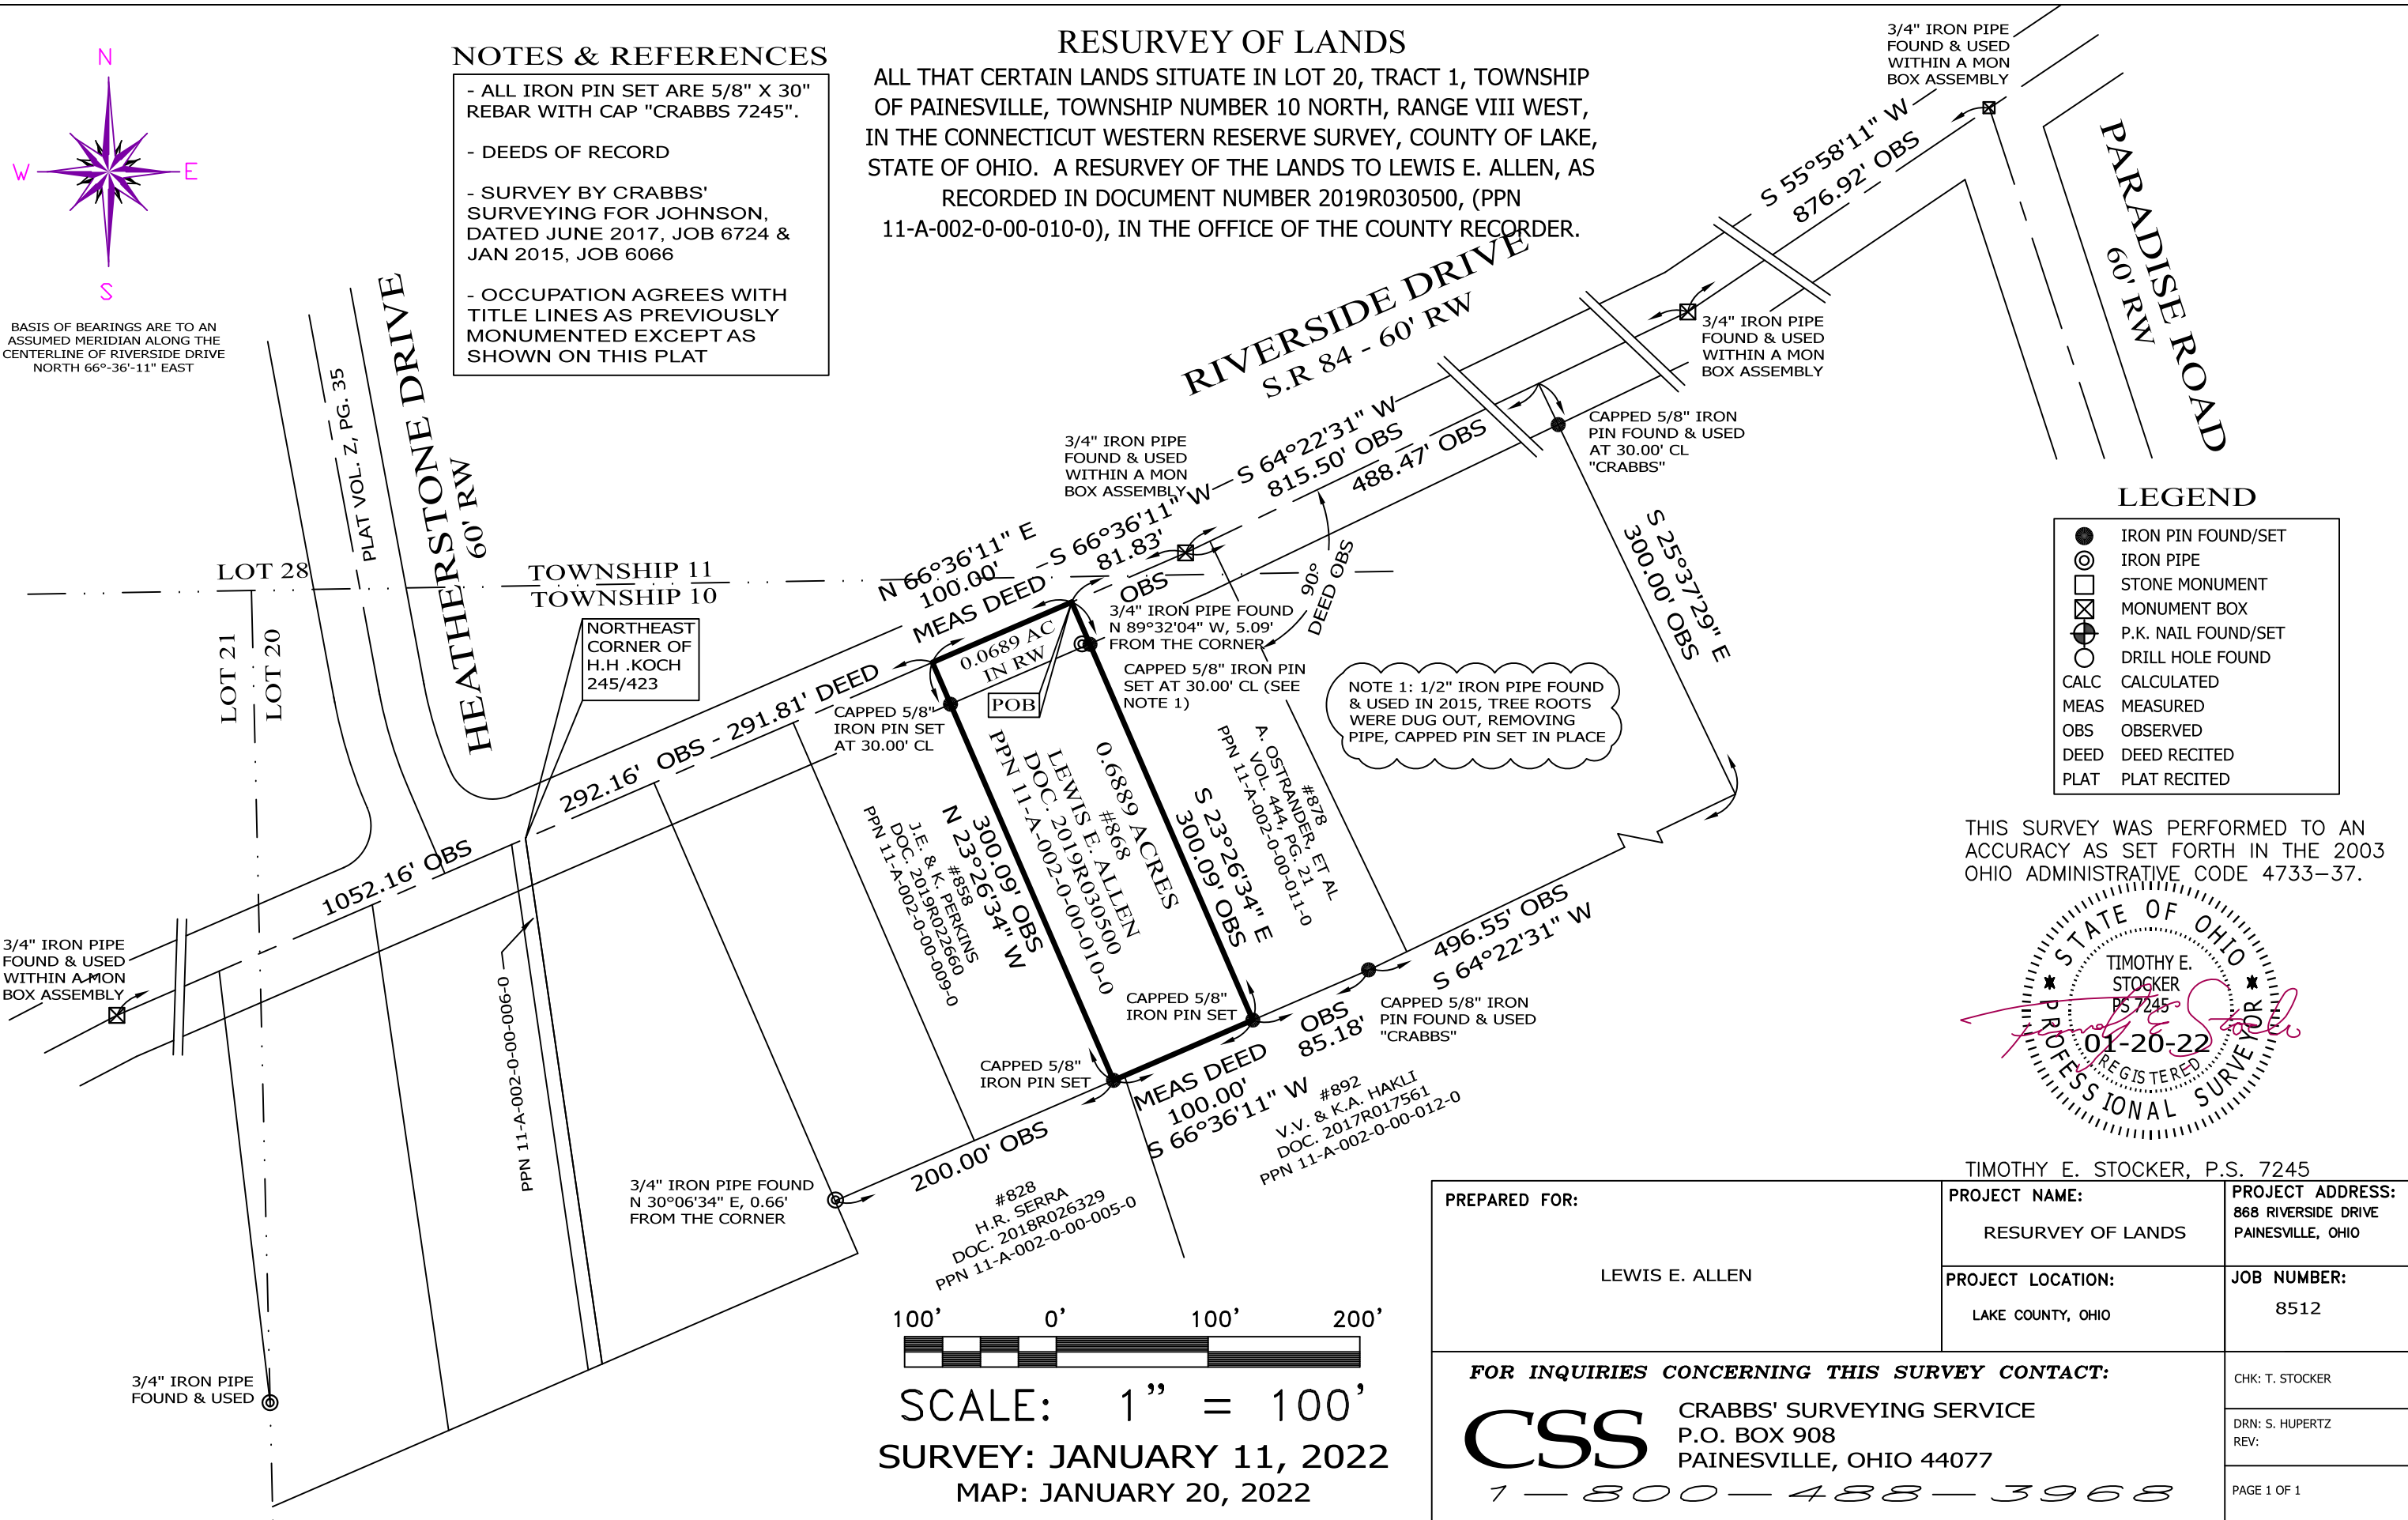 N
W
E
S
BASIS OF BEARINGS ARE TO AN
ASSUMED MERIDIAN ALONG THE
CENTERLINE OF RIVERSIDE DRIVE
NORTH 66°-36'-11" EAST
NOTES & REFERENCES
- ALL IRON PIN SET ARE 5/8" X 30"
REBAR WITH CAP "CRABBS 7245".
- DEEDS OF RECORD
- SURVEY BY CRABBS'
SURVEYING FOR JOHNSON,
DATED JUNE 2017, JOB 6724 &
JAN 2015, JOB 6066
- OCCUPATION AGREES WITH
TITLE LINES AS PREVIOUSLY
MONUMENTED EXCEPT AS
SHOWN ON THIS PLAT
RESURVEY OF LANDS
ALL THAT CERTAIN LANDS SITUATE IN LOT 20, TRACT 1, TOWNSHIP
OF PAINESVILLE, TOWNSHIP NUMBER 10 NORTH, RANGE VIII WEST,
IN THE CONNECTICUT WESTERN RESERVE SURVEY, COUNTY OF LAKE,
STATE OF OHIO. A RESURVEY OF THE LANDS TO LEWIS E. ALLEN, AS
RECORDED IN DOCUMENT NUMBER 2019R030500, (PPN
11-A-002-0-00-010-0), IN THE OFFICE OF THE COUNTY RECORDER.
3/4" IRON PIPE
FOUND & USED
WITHIN A MON
BOX ASSEMBLY
S 55°58'11" W
876.92' OBS
PARADISE ROAD
60' RW
RIVERSIDE DRIVE
S.R 84 - 60' RW
3/4" IRON PIPE
FOUND & USED
WITHIN A MON
BOX ASSEMBLY
CAPPED 5/8" IRON
PIN FOUND & USED
AT 30.00' CL
"CRABBS"
3/4" IRON PIPE
FOUND & USED
WITHIN A MON
BOX ASSEMBLY
S 64°22'31" W
815.50' OBS
488.47' OBS
S 66°36'11" W
81.83'
OBS
N 66°36'11" E
100.00'
MEAS DEED
90°
DEED OBS
S 25°37'29" E
300.00' OBS
HEATHERSTONE DRIVE
60' RW
PLAT VOL. Z, PG. 35
LOT 28
TOWNSHIP 11
TOWNSHIP 10
LOT 21
LOT 20
NORTHEAST
CORNER OF
H.H .KOCH
245/423
0.0689 AC
IN RW
POB
3/4" IRON PIPE FOUND
N 89°32'04" W, 5.09'
FROM THE CORNER
CAPPED 5/8" IRON PIN
SET AT 30.00' CL (SEE
NOTE 1)
NOTE 1: 1/2" IRON PIPE FOUND
& USED IN 2015, TREE ROOTS
WERE DUG OUT, REMOVING
PIPE, CAPPED PIN SET IN PLACE
CAPPED 5/8"
IRON PIN SET
AT 30.00' CL
292.16' OBS - 291.81' DEED
1052.16' OBS
3/4" IRON PIPE
FOUND & USED
WITHIN A MON
BOX ASSEMBLY
PPN 11-A-002-0-00-006-0
#858
J.E. & K. PERKINS
DOC. 2019R022660
PPN 11-A-002-0-00-009-0
300.09' OBS
N 23°26'34" W
0.6889 ACRES
#868
LEWIS E. ALLEN
DOC. 2019R030500
PPN 11-A-002-0-00-010-0
S 23°26'34" E
300.09' OBS
#878
A. OSTRANDER, ET AL
VOL. 444, PG. 21
PPN 11-A-002-0-00-011-0
CAPPED 5/8"
IRON PIN SET
CAPPED 5/8"
IRON PIN SET
496.55' OBS
S 64°22'31" W
CAPPED 5/8" IRON
PIN FOUND & USED
"CRABBS"
OBS
85.18'
MEAS DEED
100.00'
S 66°36'11" W
#892
V.V. & K.A. HAKLI
DOC. 2017R017561
PPN 11-A-002-0-00-012-0
200.00' OBS
3/4" IRON PIPE FOUND
N 30°06'34" E, 0.66'
FROM THE CORNER
#828
H.R. SERRA
DOC. 2018R026329
PPN 11-A-002-0-00-005-0
3/4" IRON PIPE
FOUND & USED
100' 0' 100' 200'
SCALE: 1" = 100'
SURVEY: JANUARY 11, 2022
MAP: JANUARY 20, 2022
LEGEND
IRON PIN FOUND/SET
IRON PIPE
STONE MONUMENT
MONUMENT BOX
P.K. NAIL FOUND/SET
DRILL HOLE FOUND
CALC CALCULATED
MEAS MEASURED
OBS OBSERVED
DEED DEED RECITED
PLAT PLAT RECITED
THIS SURVEY WAS PERFORMED TO AN
ACCURACY AS SET FORTH IN THE 2003
OHIO ADMINISTRATIVE CODE 4733-37.
STATE OF OHIO
TIMOTHY E.
STOCKER
PS 7245
Timothy E Stocker
01-20-22
REGISTERED
PROFESSIONAL SURVEYOR
TIMOTHY E. STOCKER, P.S. 7245
PREPARED FOR:
LEWIS E. ALLEN
PROJECT NAME:
RESURVEY OF LANDS
PROJECT ADDRESS:
868 RIVERSIDE DRIVE
PAINESVILLE, OHIO
PROJECT LOCATION:
LAKE COUNTY, OHIO
JOB NUMBER:
8512
FOR INQUIRIES CONCERNING THIS SURVEY CONTACT:
CSS
CRABBS' SURVEYING SERVICE
P.O. BOX 908
PAINESVILLE, OHIO 44077
1-800-488-3968
CHK: T. STOCKER
DRN: S. HUPERTZ
REV:
PAGE 1 OF 1